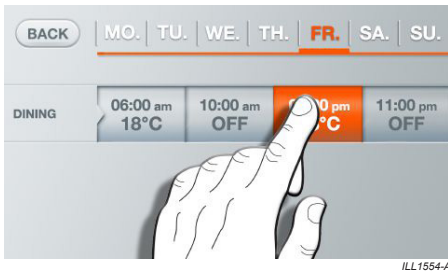 BACK MO. TU. WE. TH. FR. SA. SU.
DINING 06:00 am 10:00 am pm 11:00 pm
18°C OFF °C OFF
ILL1554-A